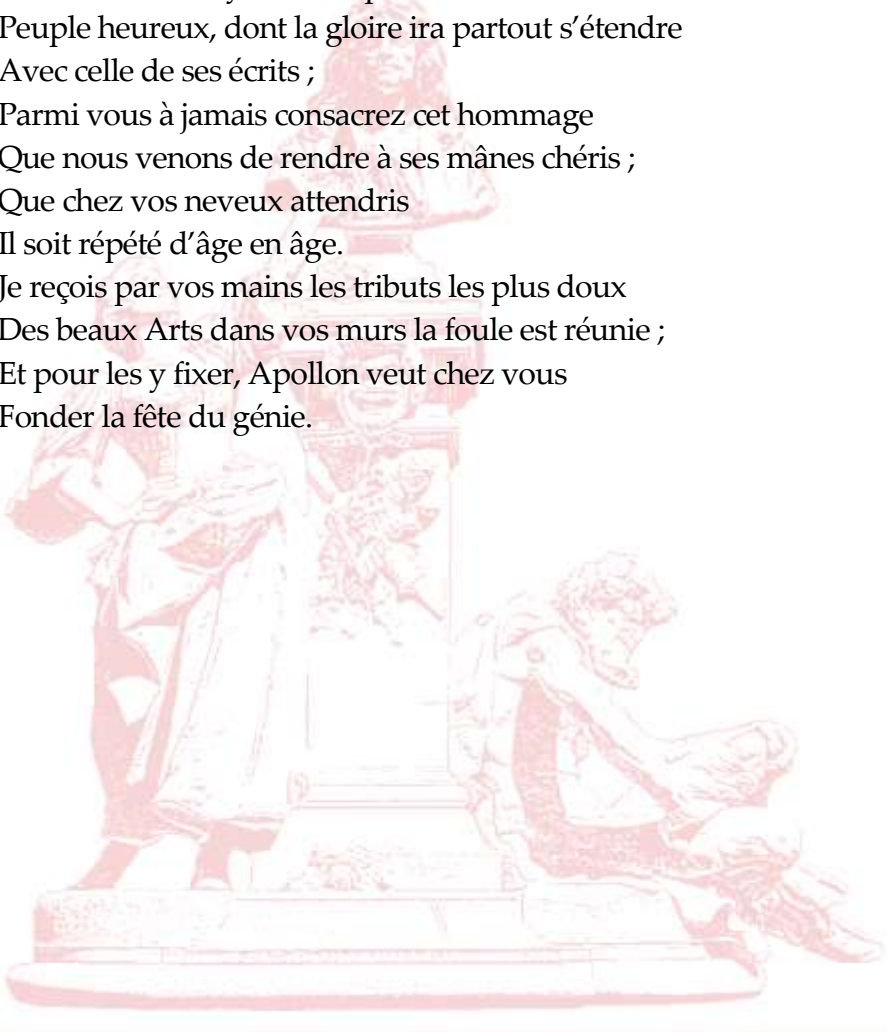 Peuple heureux, dont la gloire ira partout s’étendre
Avec celle de ses écrits ;
Parmi vous à jamais consacrez cet hommage
Que nous venons de rendre à ses mânes chéris ;
Que chez vos neveux attendris
Il soit répété d’âge en âge.
Je reçois par vos mains les tributs les plus doux
Des beaux Arts dans vos murs la foule est réunie ;
Et pour les y fixer, Apollon veut chez vous
Fonder la fête du génie.